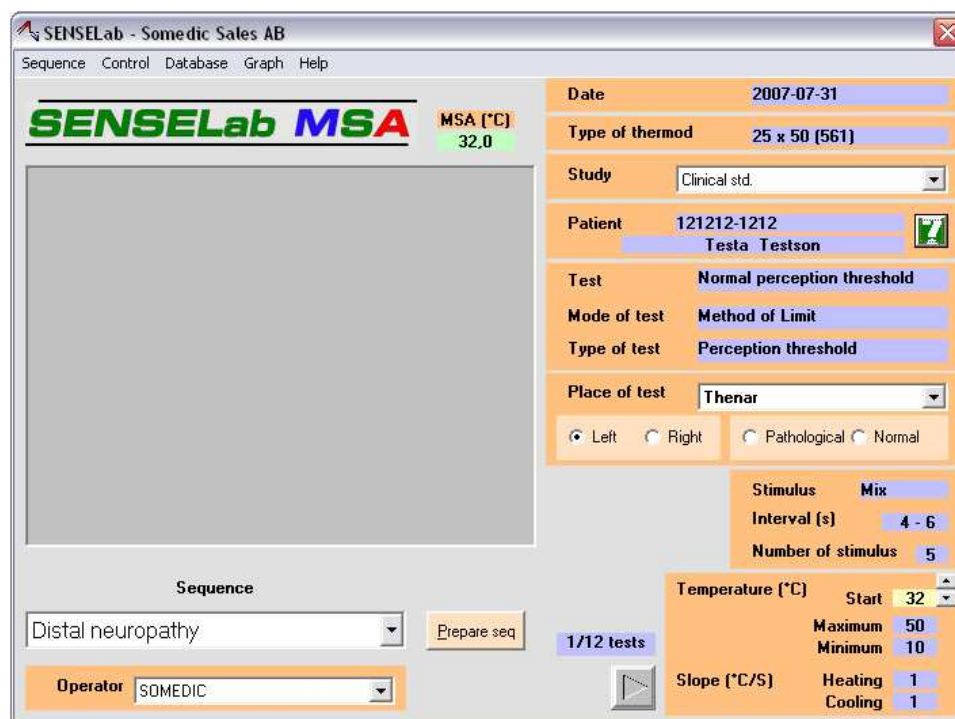 SENSELab - Somedic Sales AB
Sequence Control Database Graph Help
SENSELab MSA
MSA (°C)
32,0
Date 2007-07-31
Type of thermod 25 x 50 (561)
Study Clinical std.
Patient 121212-1212
Testa Testson
Test Normal perception threshold
Mode of test Method of Limit
Type of test Perception threshold
Place of test Thenar
Left Right Pathological Normal
Stimulus Mix
Interval (s) 4 - 6
Number of stimulus 5
Sequence
Distal neuropathy
Prepare seq
Operator SOMEDIC
1/12 tests
Temperature (°C)
Start 32
Maximum 50
Minimum 10
Slope (°C/S) Heating 1
Cooling 1